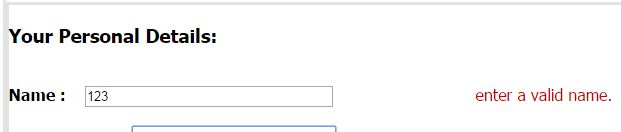 Your Personal Details:
Name : 123 enter a valid name.